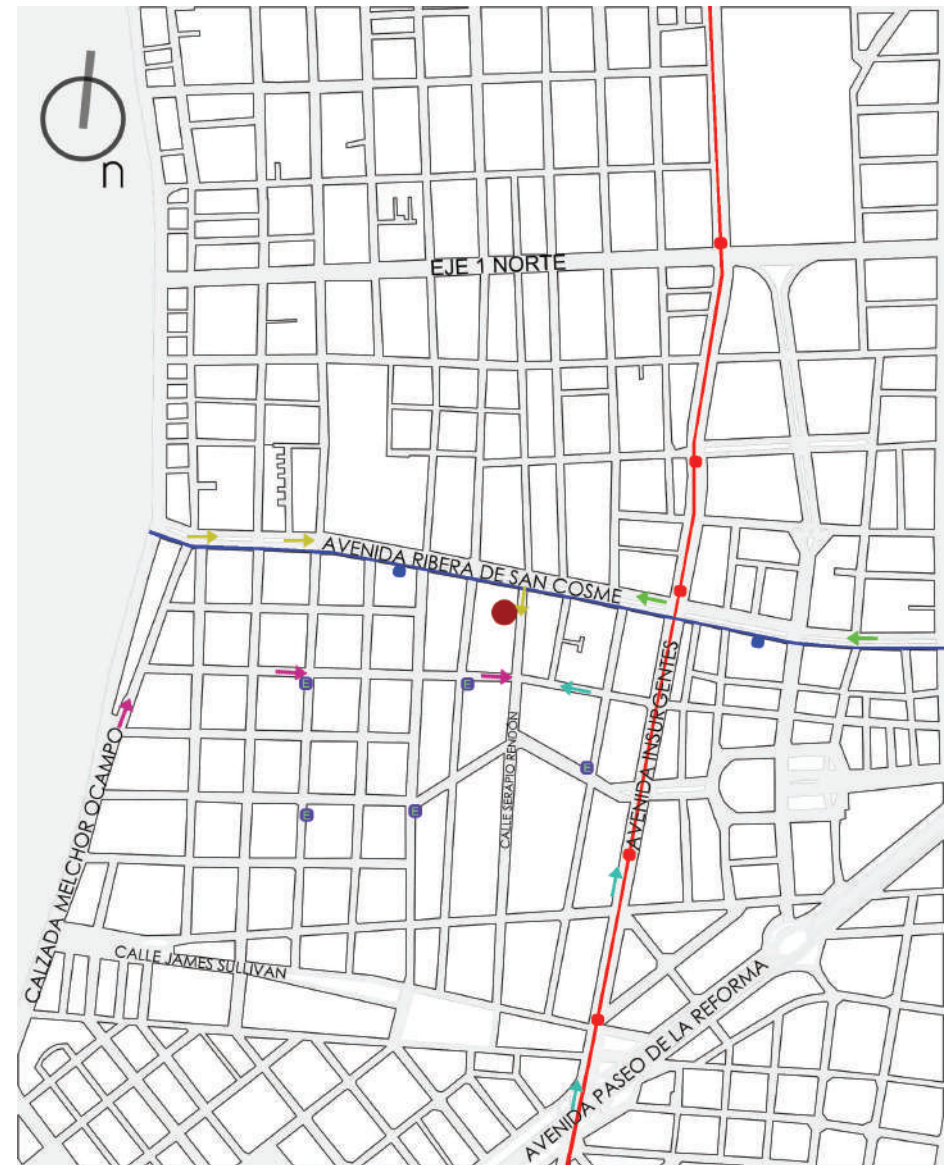 n
EJE 1 NORTE
AVENIDA RIBERA DE SAN COSME
E
E
CALLE SERAPIO RENDÓN
AVENIDA INSURGENTES
CALZADA MELCHOR OCAMPO
E
E
E
CALLE JAMES SULLIVAN
AVENIDA PASEO DE LA REFORMA